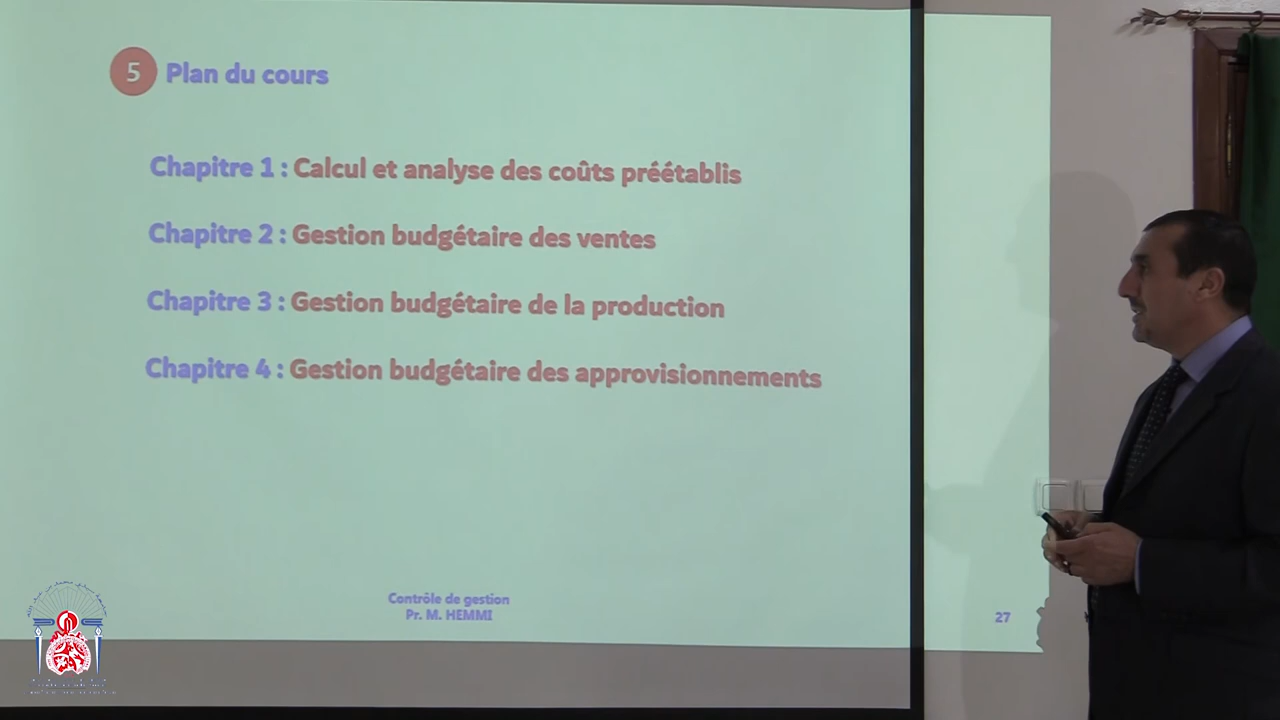 5 Plan du cours
Chapitre 1 : Calcul et analyse des coûts préétablis
Chapitre 2 : Gestion budgétaire des ventes
Chapitre 3 : Gestion budgétaire de la production
Chapitre 4 : Gestion budgétaire des approvisionnements
Contrôle de gestion
Pr. M. HEMMI
27